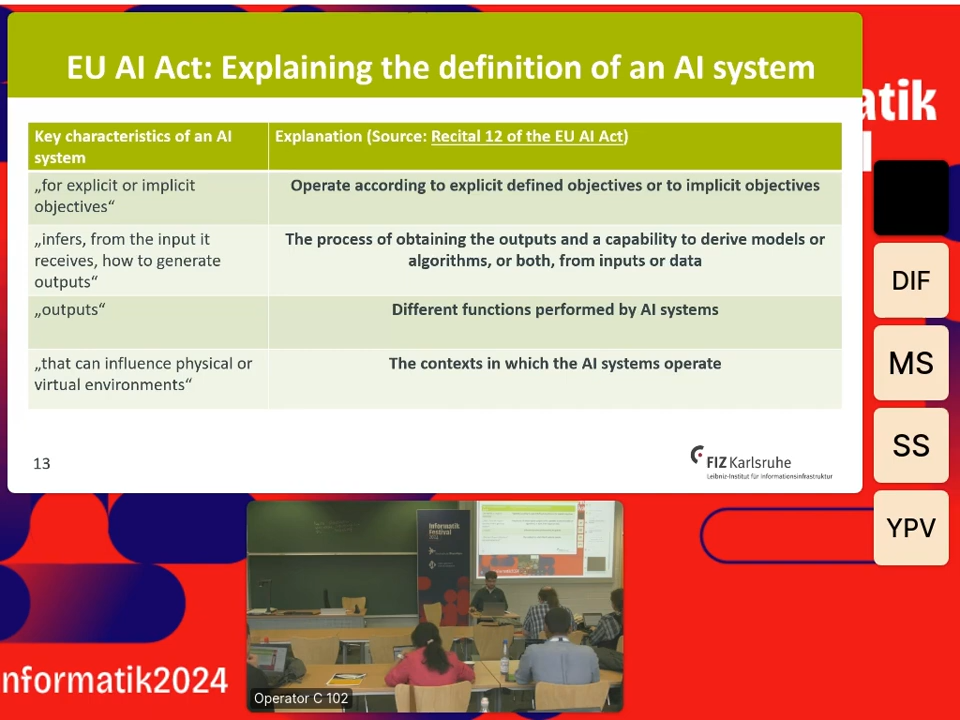 EU AI Act: Explaining the definition of an AI system
Key characteristics of an AI
system
Explanation (Source: Recital 12 of the EU AI Act)
„for explicit or implicit
objectives“
Operate according to explicit defined objectives or to implicit objectives
„infers, from the input it
receives, how to generate
outputs“
The process of obtaining the outputs and a capability to derive models or
algorithms, or both, from inputs or data
„outputs“
Different functions performed by AI systems
„that can influence physical or
virtual environments“
The contexts in which the AI systems operate
13
FIZ Karlsruhe
Leibniz-Institut für Informationsinfrastruktur
atik
DIF
MS
SS
YPV
informatik
festival
Operator C 102
nformatik2024